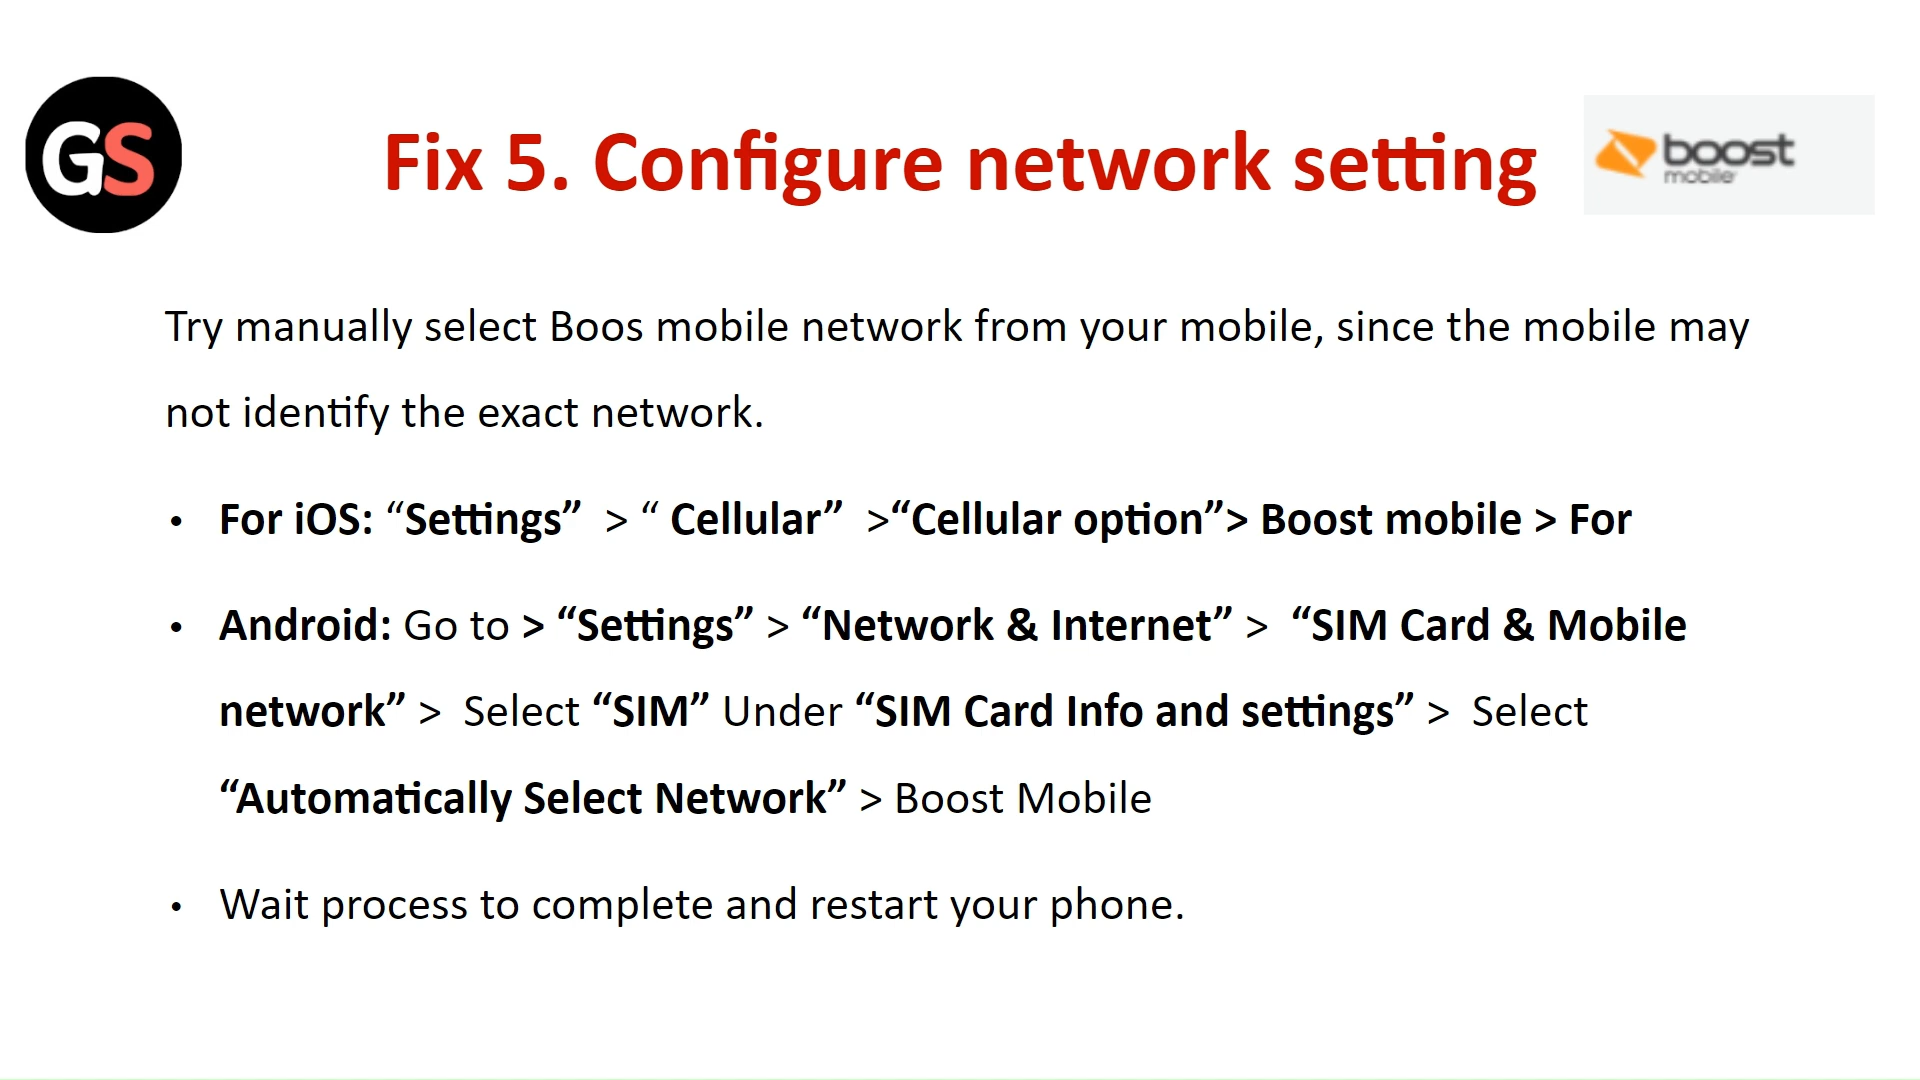 GS
Fix 5. Configure network setting
boost
mobile
Try manually select Boos mobile network from your mobile, since the mobile may
not identify the exact network.
• For iOS: “Settings” > “ Cellular” >“Cellular option”> Boost mobile > For
• Android: Go to > “Settings” > “Network & Internet” > “SIM Card & Mobile
network” > Select “SIM” Under “SIM Card Info and settings” > Select
“Automatically Select Network” > Boost Mobile
• Wait process to complete and restart your phone.